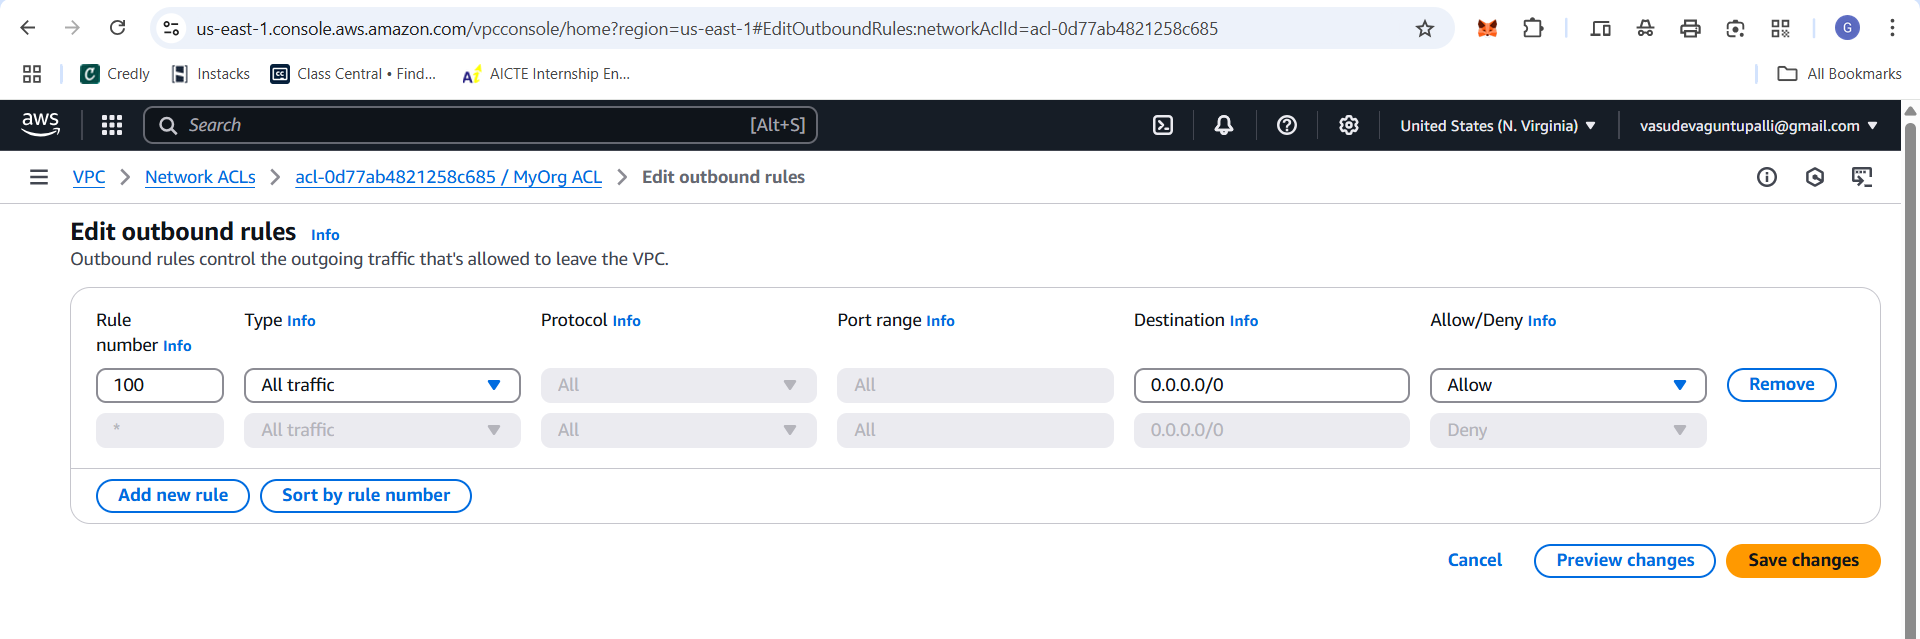 us-east-1.console.aws.amazon.com/vpcconsole/home?region=us-east-1#EditOutboundRules:networkAclId=acl-0d77ab4821258c685
G
Credly
Instacks
Class Central • Find...
AICTE Internship En...
All Bookmarks
aws
Search
[Alt+S]
United States (N. Virginia)
vasudevaguntupalli@gmail.com
VPC > Network ACLs > acl-0d77ab4821258c685 / MyOrg ACL > Edit outbound rules
Edit outbound rules Info
Outbound rules control the outgoing traffic that's allowed to leave the VPC.
Rule number Info
Type Info
Protocol Info
Port range Info
Destination Info
Allow/Deny Info
100
All traffic
All
All
0.0.0.0/0
Allow
Remove
*
All traffic
All
All
0.0.0.0/0
Deny
Add new rule
Sort by rule number
Cancel
Preview changes
Save changes